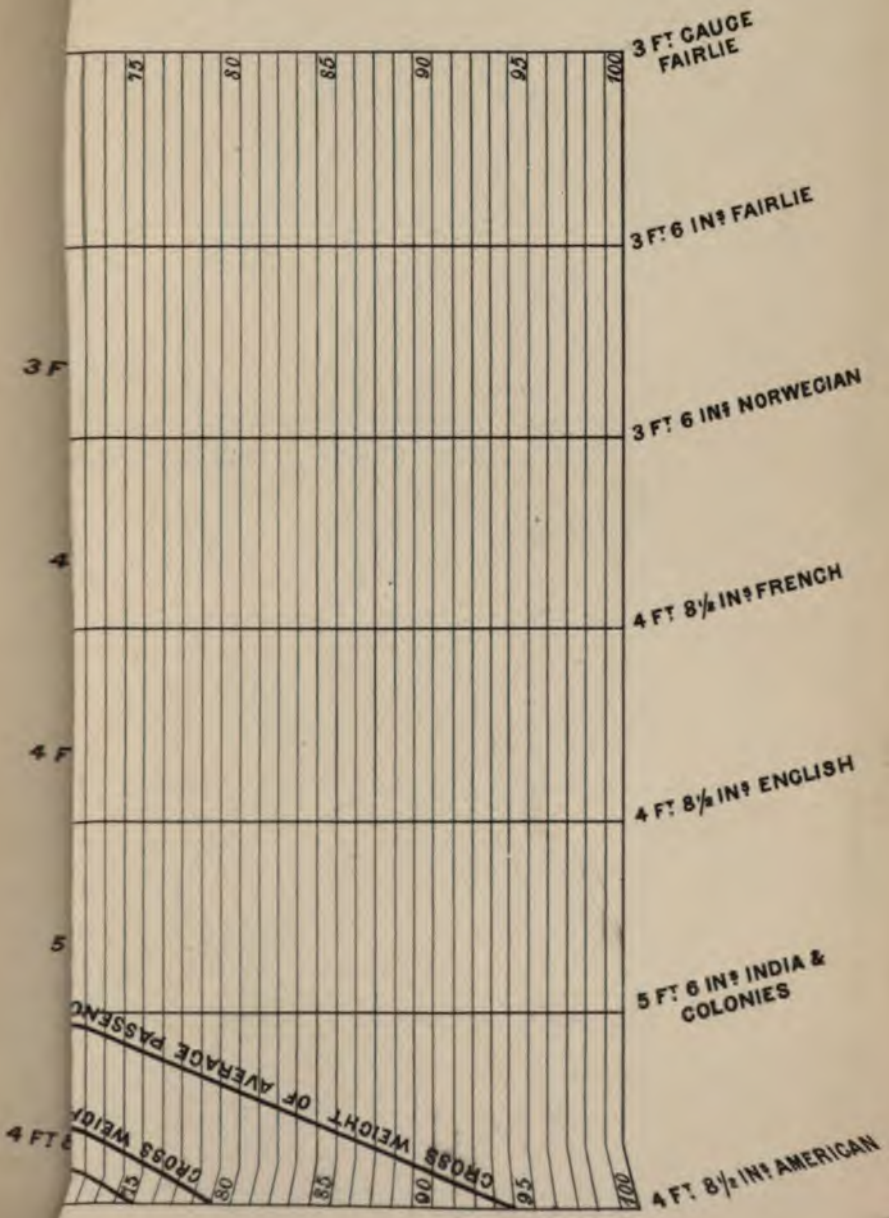 3 FT GAUGE
FAIRLIE
75 80 85 90 95 100
3 FT 6 INS FAIRLIE
3 F
3 FT 6 INS NORWEGIAN
4
4 FT 8½ INS FRENCH
4 F
4 FT 8½ INS ENGLISH
5
5 FT 6 INS INDIA &
COLONIES
GROSS WEIGHT OF AVERAGE PASSENG
GROSS WEIGH
4 FT 8
75 80 85 90 95 100
4 FT 8½ INS AMERICAN